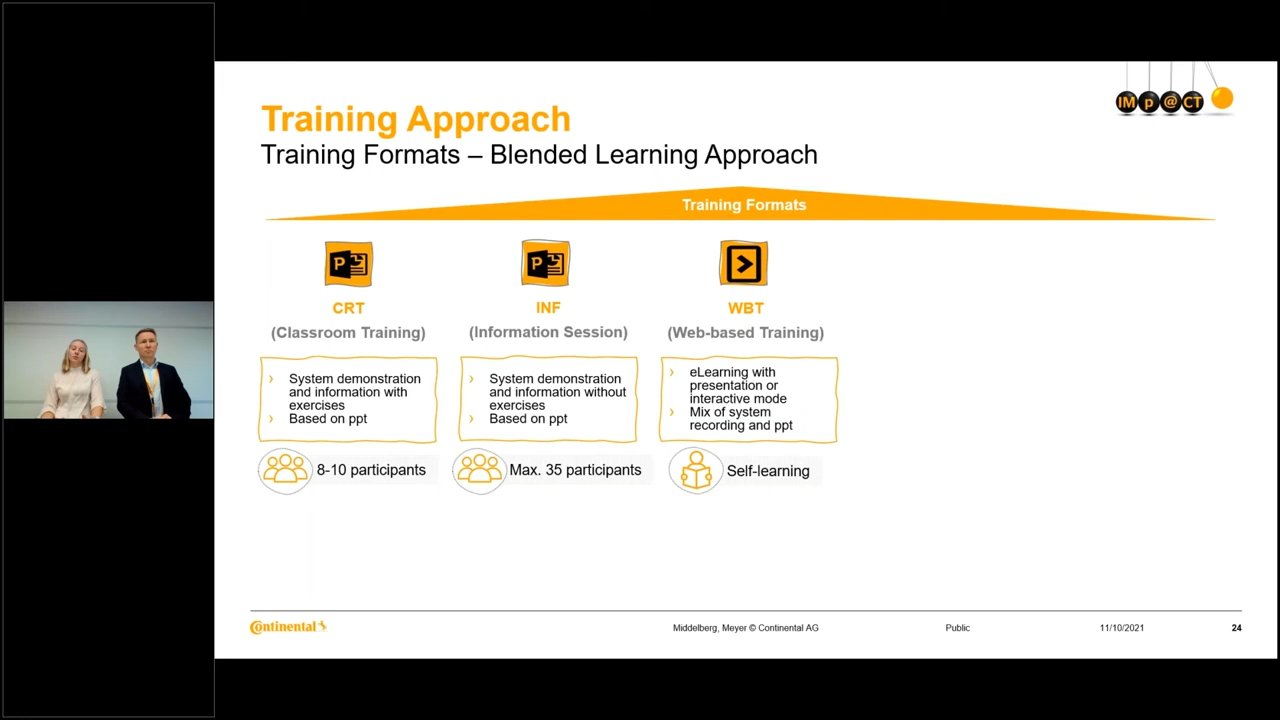 IM p @ CT
Training Approach
Training Formats – Blended Learning Approach
Training Formats
CRT
(Classroom Training)
› System demonstration
and information with
exercises
› Based on ppt
8-10 participants
INF
(Information Session)
› System demonstration
and information without
exercises
› Based on ppt
Max. 35 participants
WBT
(Web-based Training)
› eLearning with
presentation or
interactive mode
› Mix of system
recording and ppt
Self-learning
Continental
Middelberg, Meyer © Continental AG
Public
11/10/2021
24